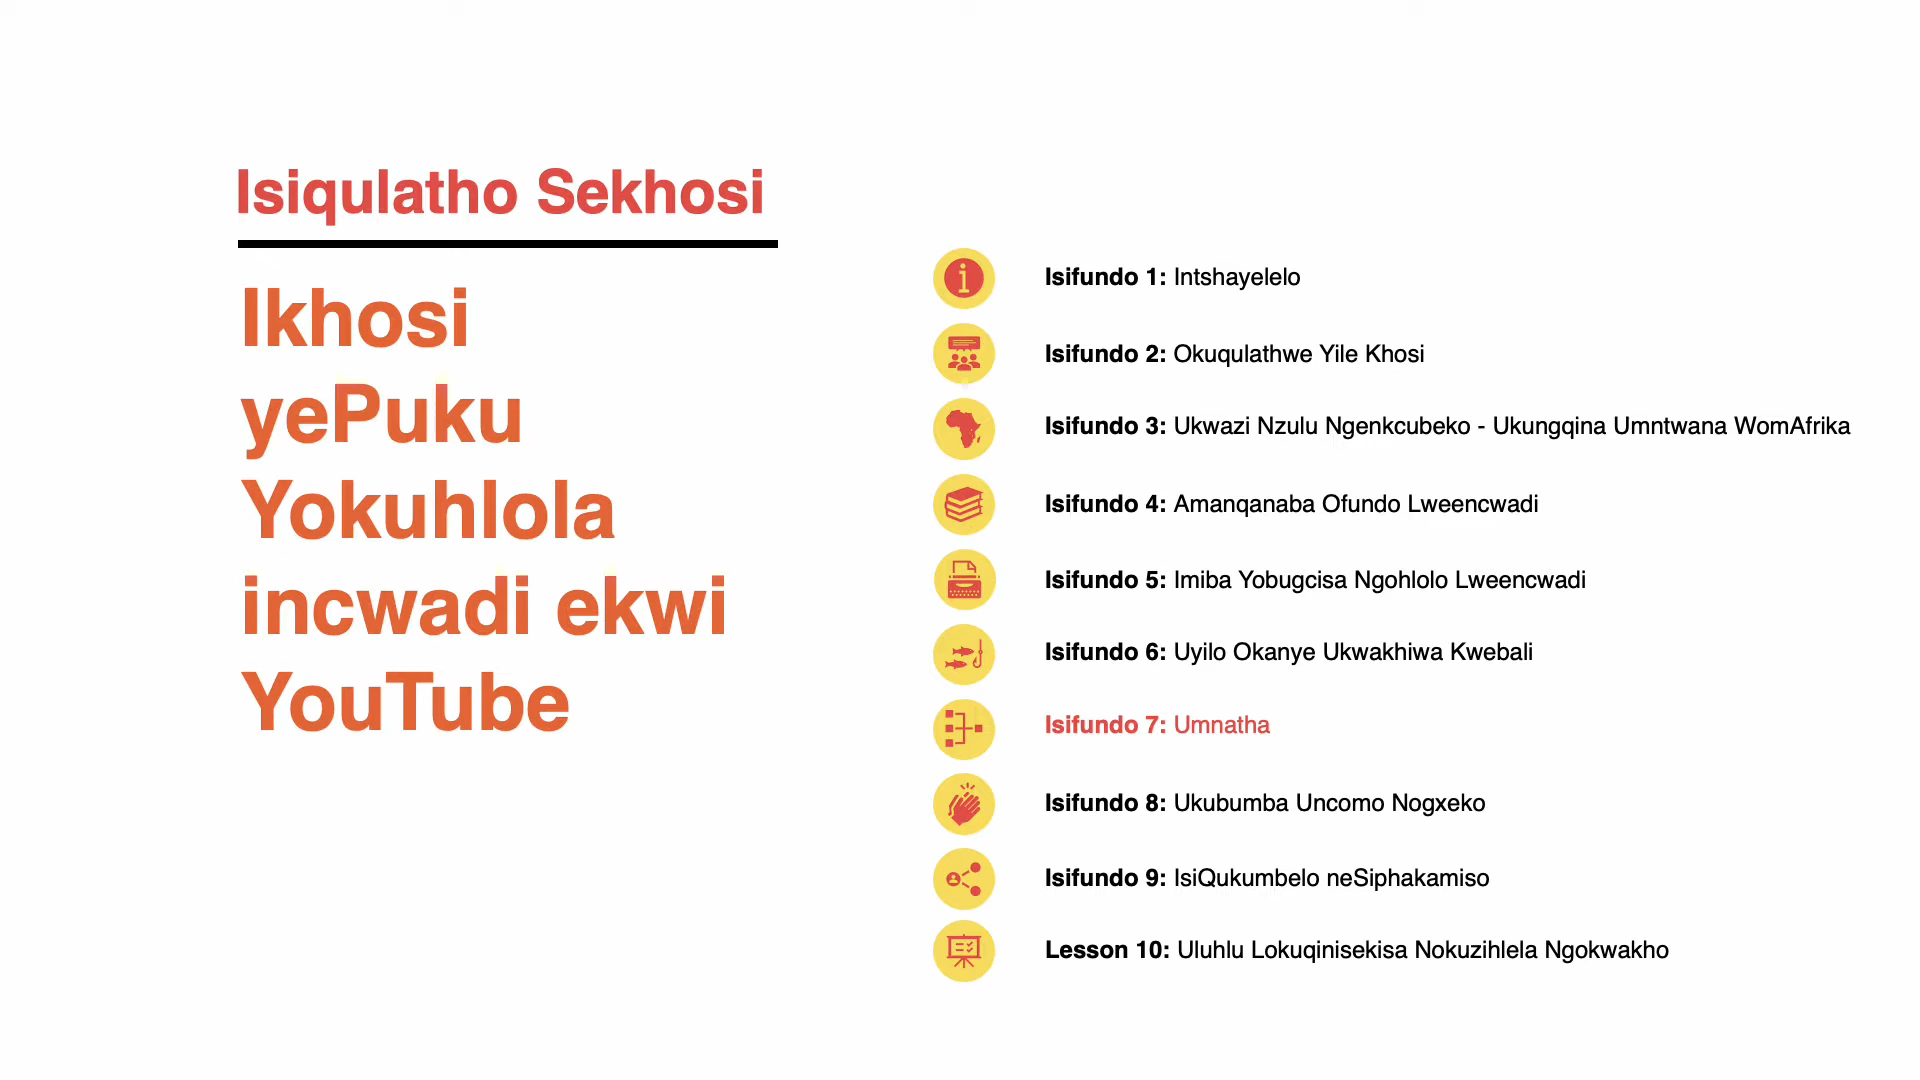 Isiqulatho Sekhosi
Ikhosi
yePuku
Yokuhlola
incwadi ekwi
YouTube
Isifundo 1: Intshayelelo
Isifundo 2: Okuqulathwe Yile Khosi
Isifundo 3: Ukwazi Nzulu Ngenkcubeko - Ukungqina Umntwana WomAfrika
Isifundo 4: Amanqanaba Ofundo Lweencwadi
Isifundo 5: Imiba Yobugcisa Ngohlolo Lweencwadi
Isifundo 6: Uyilo Okanye Ukwakhiwa Kwebali
Isifundo 7: Umnatha
Isifundo 8: Ukubumba Uncomo Nogxeko
Isifundo 9: IsiQukumbelo neSiphakamiso
Lesson 10: Uluhlu Lokuqinisekisa Nokuzihlela Ngokwakho